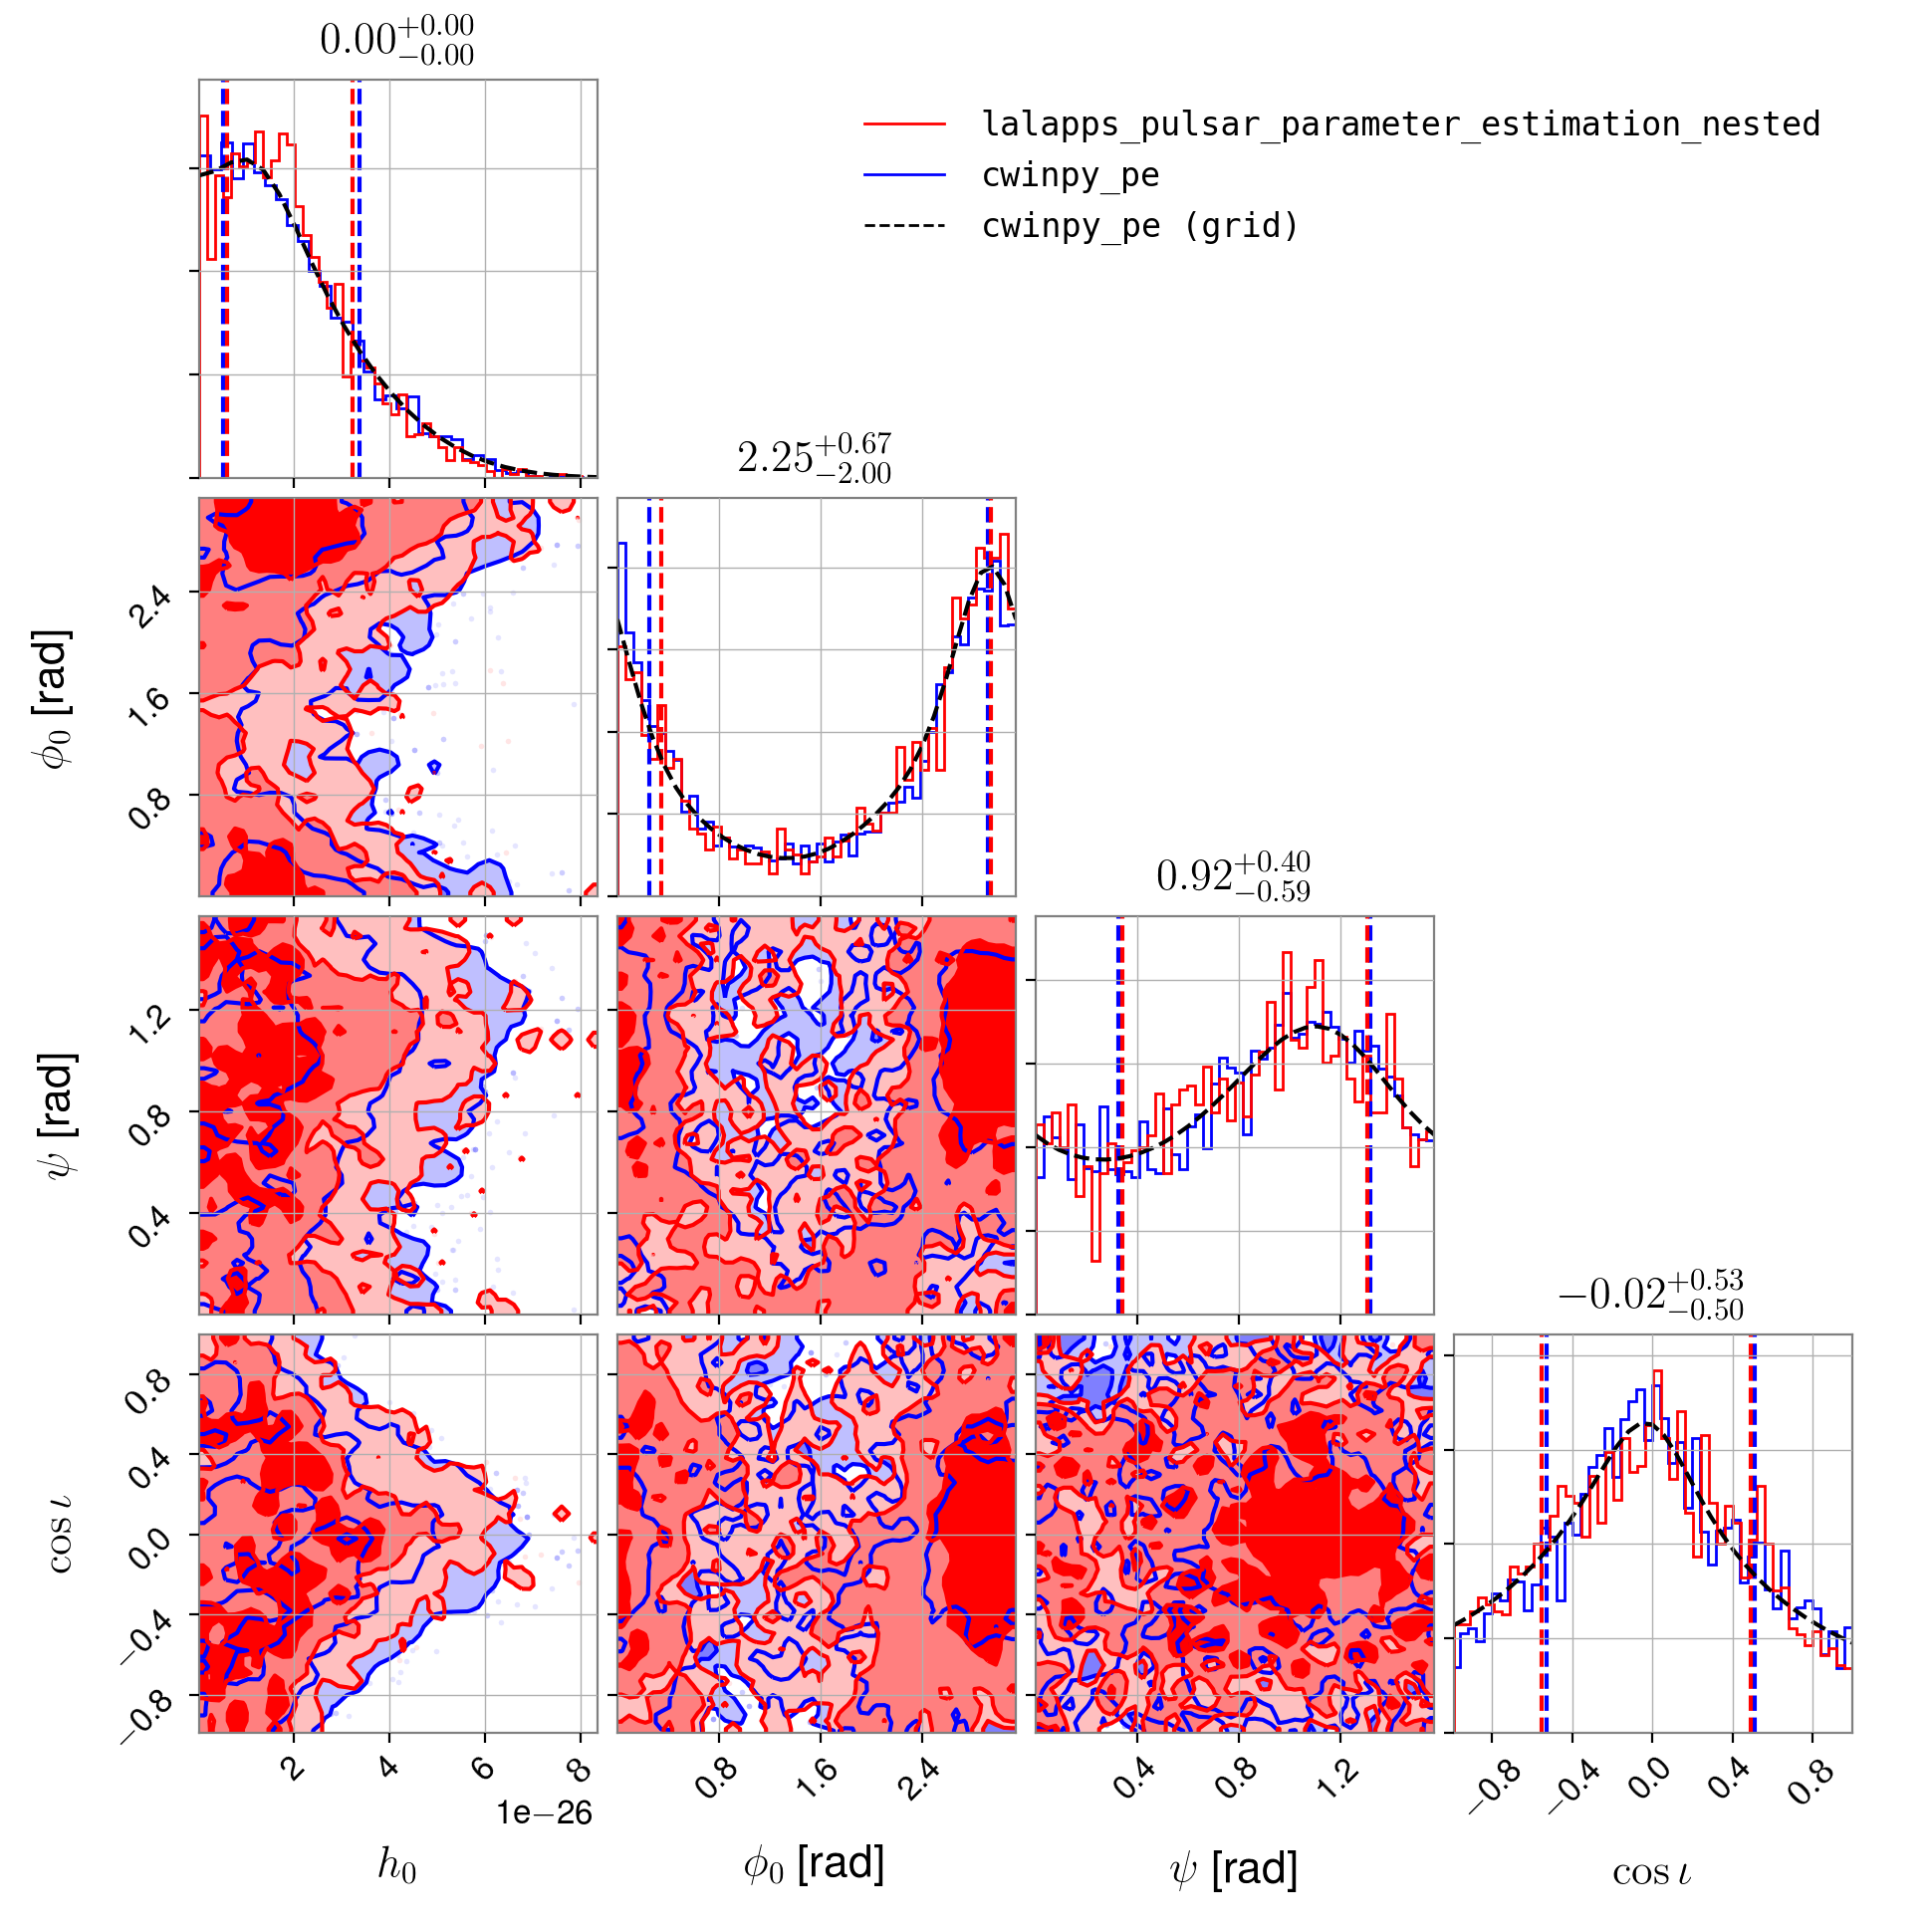 0.00+0.00−0.00
lalapps_pulsar_parameter_estimation_nested
cwinpy_pe
cwinpy_pe (grid)
2.25+0.67−2.00
ϕ0 [rad]
2.4
1.6
0.8
0.92+0.40−0.59
ψ [rad]
1.2
0.8
0.4
−0.02+0.53−0.50
cos ι
0.8
0.4
0.0
−0.4
−0.8
2 4 6 8
1e−26
h0
0.8 1.6 2.4
ϕ0 [rad]
0.4 0.8 1.2
ψ [rad]
−0.8 −0.4 0.0 0.4 0.8
cos ι